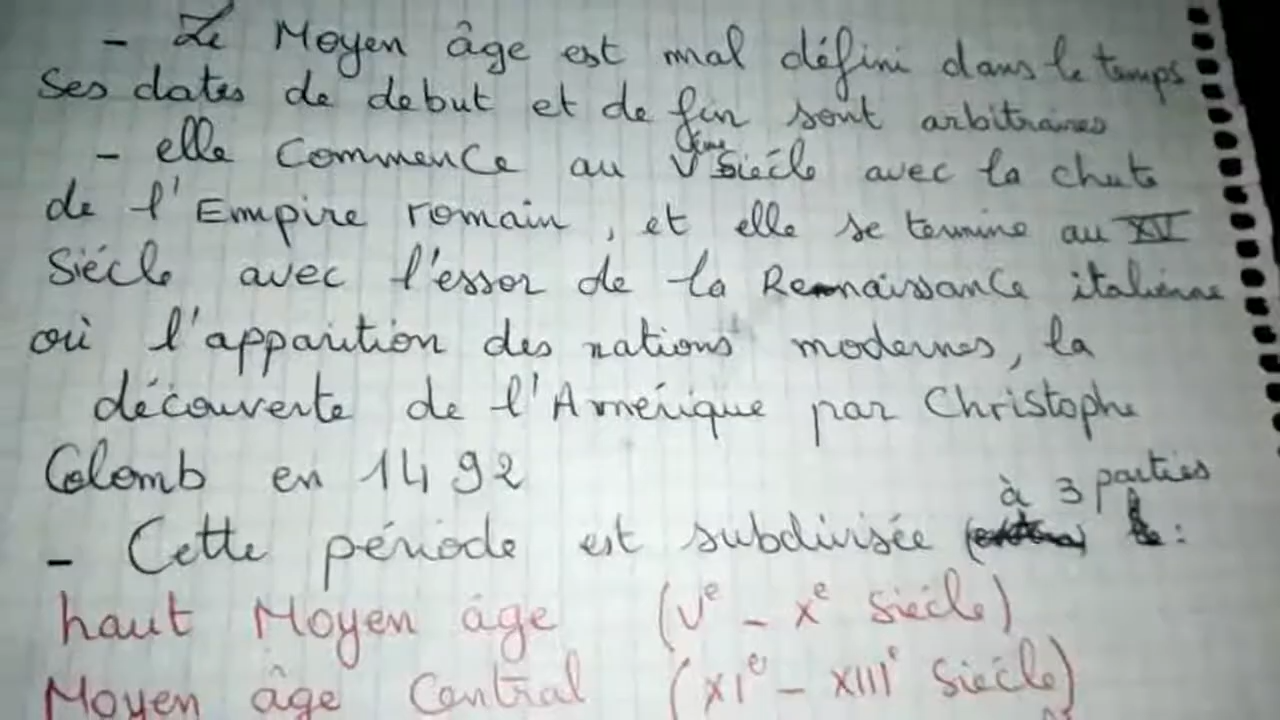 - Le Moyen âge est mal défini dans le temps
ses dates de debut et de fin sont arbitraires
- elle commence au Vème siécle avec la chute
de l'Empire romain, et elle se termine au XV
Siécle avec l'essor de la Renaissance italienne
où l'apparition des nations modernes, la
découverte de l'Amérique par Christophe
Colomb en 1492
- Cette période est subdivisée à 3 parties :
haut Moyen âge (Ve - Xe siécle)
Moyen âge Central (XIe - XIIIe siécle)